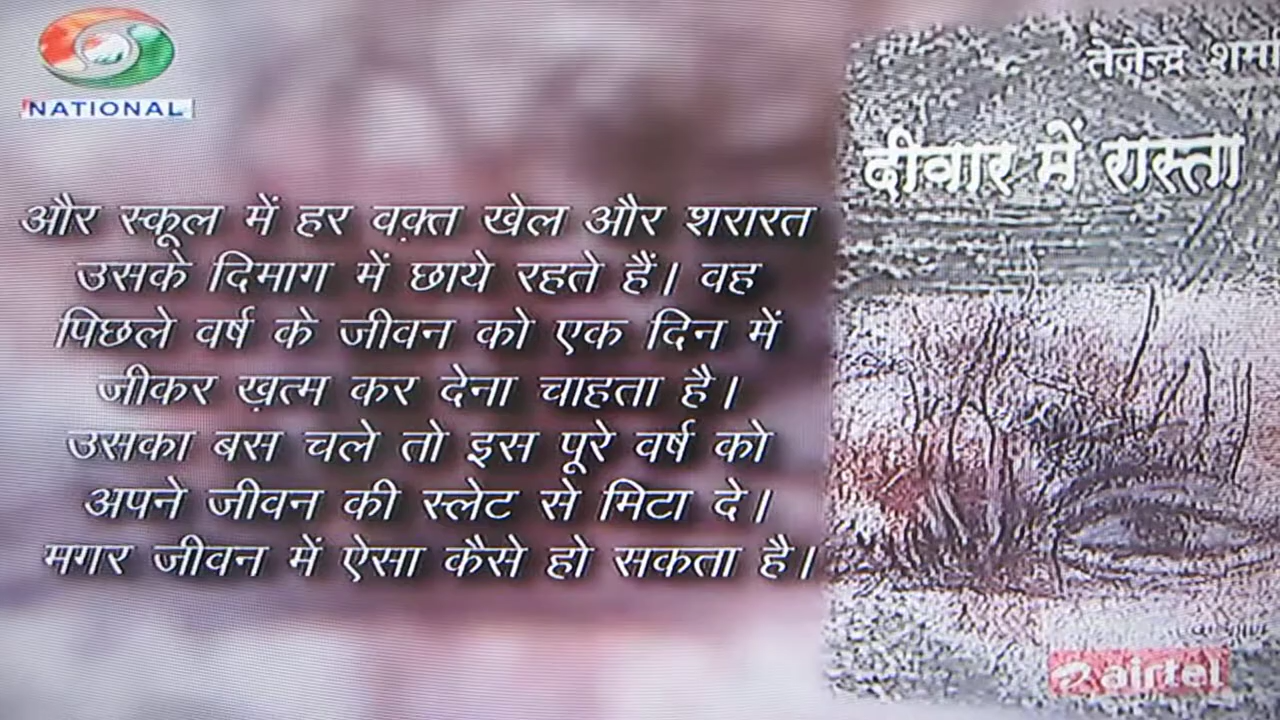 NATIONAL
तेजेन्द्र शर्मा
दीवार में रास्ता
और स्कूल में हर वक़्त खेल और शरारत
उसके दिमाग में छाये रहते हैं। वह
पिछले वर्ष के जीवन को एक दिन में
जीकर ख़त्म कर देना चाहता है।
उसका बस चले तो इस पूरे वर्ष को
अपने जीवन की स्लेट से मिटा दे।
मगर जीवन में ऐसा कैसे हो सकता है।
airtel